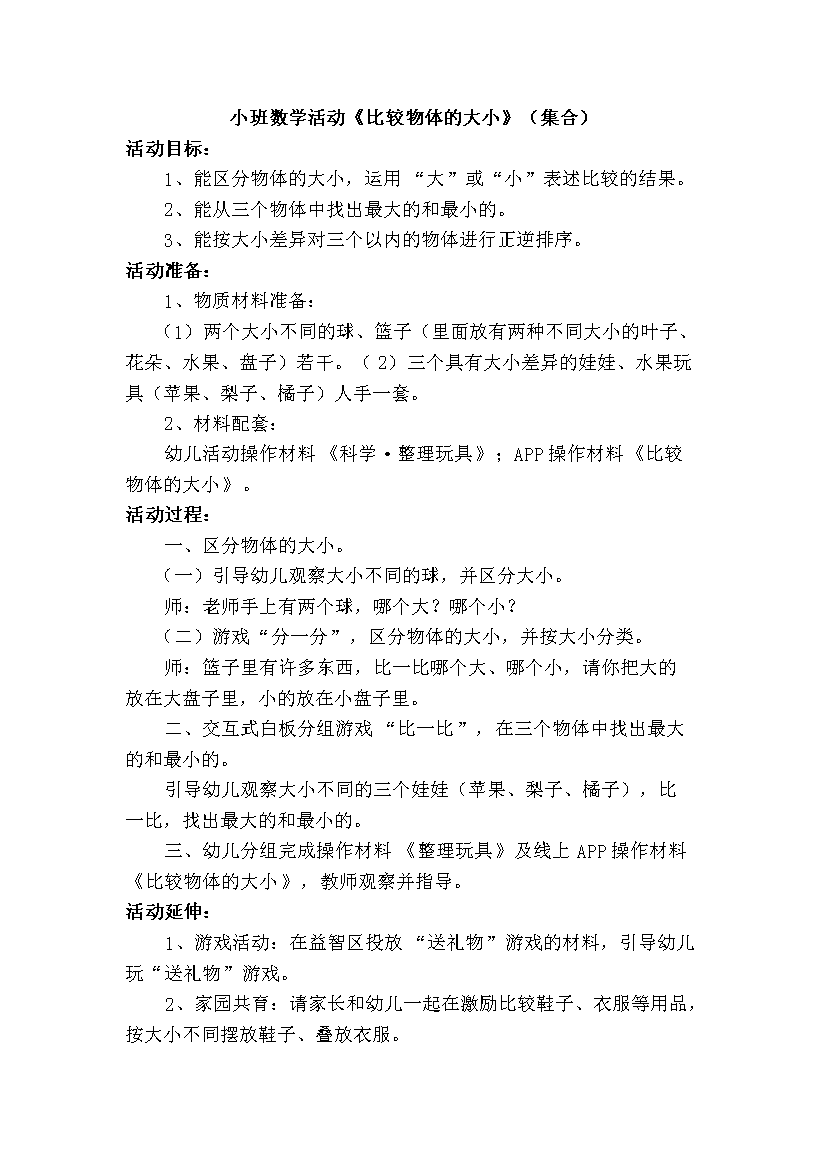 小班数学活动《比较物体的大小》（集合）
活动目标：
1、能区分物体的大小，运用 “大”或“小”表述比较的结果。
2、能从三个物体中找出最大的和最小的。
3、能按大小差异对三个以内的物体进行正逆排序。
活动准备：
1、物质材料准备：
（1）两个大小不同的球、篮子（里面放有两种不同大小的叶子、
花朵、水果、盘子）若干。（2）三个具有大小差异的娃娃、水果玩
具（苹果、梨子、橘子）人手一套。
2、材料配套：
幼儿活动操作材料《科学·整理玩具》；APP 操作材料《比较
物体的大小》。
活动过程：
一、区分物体的大小。
（一）引导幼儿观察大小不同的球，并区分大小。
师：老师手上有两个球，哪个大？哪个小？
（二）游戏“分一分”，区分物体的大小，并按大小分类。
师：篮子里有许多东西，比一比哪个大、哪个小，请你把大的
放在大盘子里，小的放在小盘子里。
二、交互式白板分组游戏 “比一比”，在三个物体中找出最大
的和最小的。
引导幼儿观察大小不同的三个娃娃（苹果、梨子、橘子），比
一比，找出最大的和最小的。
三、幼儿分组完成操作材料《整理玩具》及线上 APP 操作材料
《比较物体的大小》，教师观察并指导。
活动延伸：
1、游戏活动：在益智区投放 “送礼物”游戏的材料，引导幼儿
玩“送礼物”游戏。
2、家园共育：请家长和幼儿一起在激励比较鞋子、衣服等用品，
按大小不同摆放鞋子、叠放衣服。